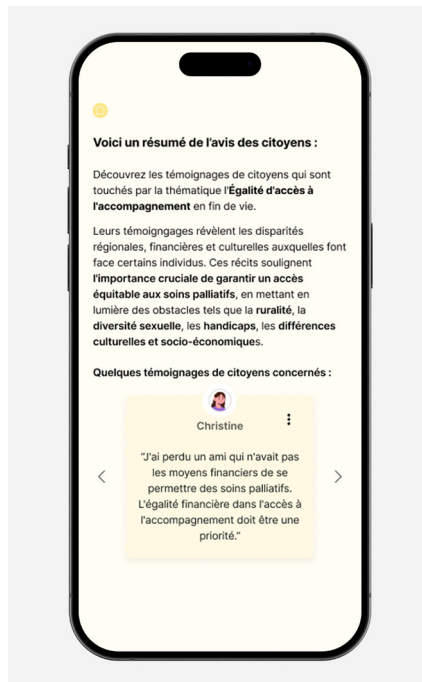 Voici un résumé de l'avis des citoyens :
Découvrez les témoignages de citoyens qui sont
touchés par la thématique l'Égalité d'accès à
l'accompagnement en fin de vie.
Leurs témoigngages révèlent les disparités
régionales, financières et culturelles auxquelles font
face certains individus. Ces récits soulignent
l'importance cruciale de garantir un accès
équitable aux soins palliatifs, en mettant en
lumière des obstacles tels que la ruralité, la
diversité sexuelle, les handicaps, les différences
culturelles et socio-économiques.
Quelques témoignages de citoyens concernés :
Christine
"J'ai perdu un ami qui n'avait pas
les moyens financiers de se
permettre des soins palliatifs.
L'égalité financière dans l'accès à
l'accompagnement doit être une
priorité."